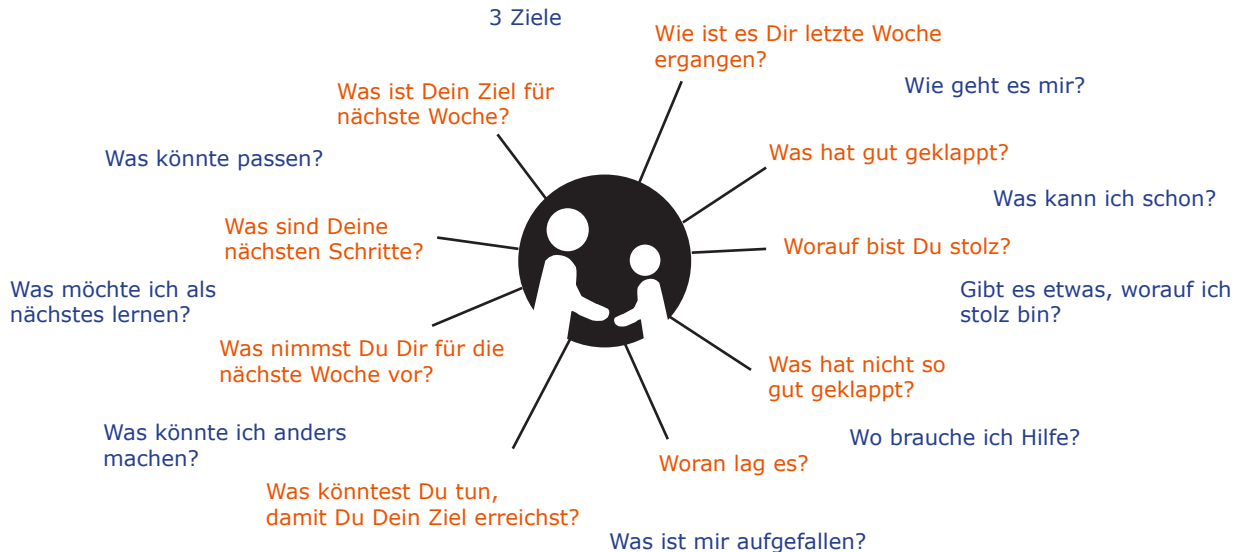 3 Ziele
Wie ist es Dir letzte Woche
ergangen?
Wie geht es mir?
Was hat gut geklappt?
Was kann ich schon?
Worauf bist Du stolz?
Gibt es etwas, worauf ich
stolz bin?
Was hat nicht so
gut geklappt?
Wo brauche ich Hilfe?
Woran lag es?
Was ist mir aufgefallen?
Was könntest Du tun,
damit Du Dein Ziel erreichst?
Was könnte ich anders
machen?
Was nimmst Du Dir für die
nächste Woche vor?
Was möchte ich als
nächstes lernen?
Was sind Deine
nächsten Schritte?
Was könnte passen?
Was ist Dein Ziel für
nächste Woche?